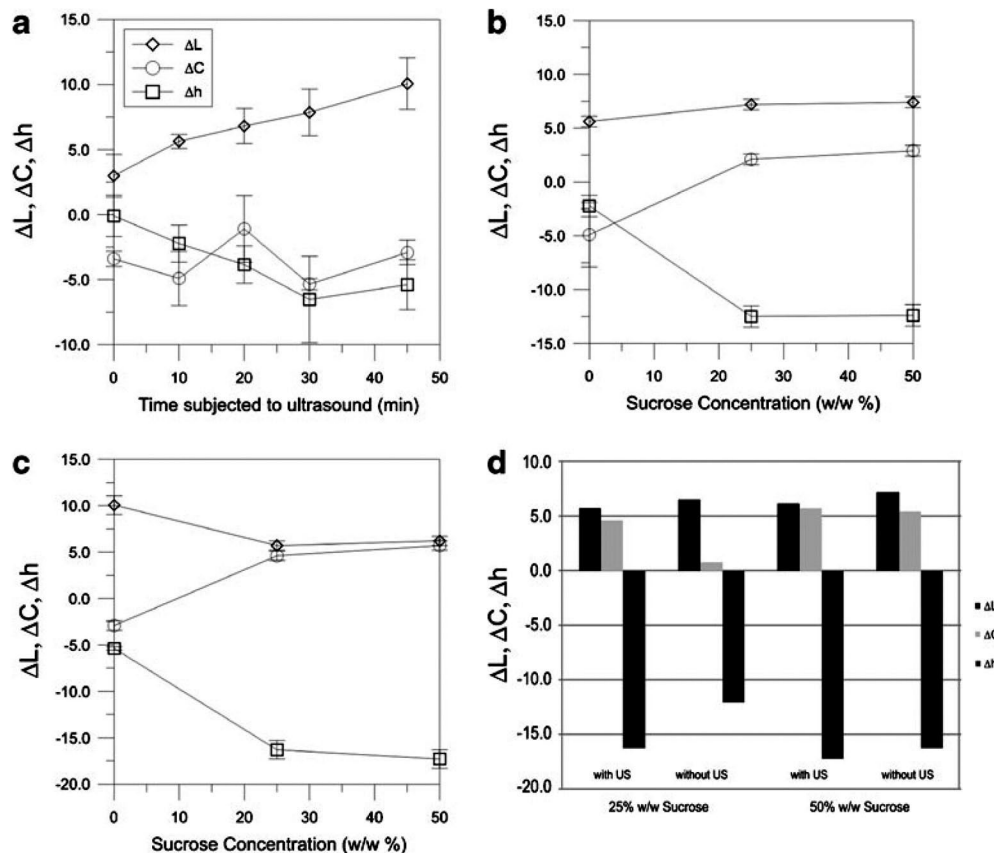 a
15.0
10.0
5.0
0.0
-5.0
-10.0
ΔL, ΔC, Δh
ΔL
ΔC
Δh
0 10 20 30 40 50
Time subjected to ultrasound (min)
b
15.0
10.0
5.0
0.0
-5.0
-10.0
-15.0
ΔL, ΔC, Δh
0 10 20 30 40 50
Sucrose Concentration (w/w %)
c
15.0
10.0
5.0
0.0
-5.0
-10.0
-15.0
-20.0
ΔL, ΔC, Δh
0 10 20 30 40 50
Sucrose Concentration (w/w %)
d
10.0
5.0
0.0
-5.0
-10.0
-15.0
-20.0
ΔL, ΔC, Δh
with US without US with US without US
25% w/w Sucrose 50% w/w Sucrose